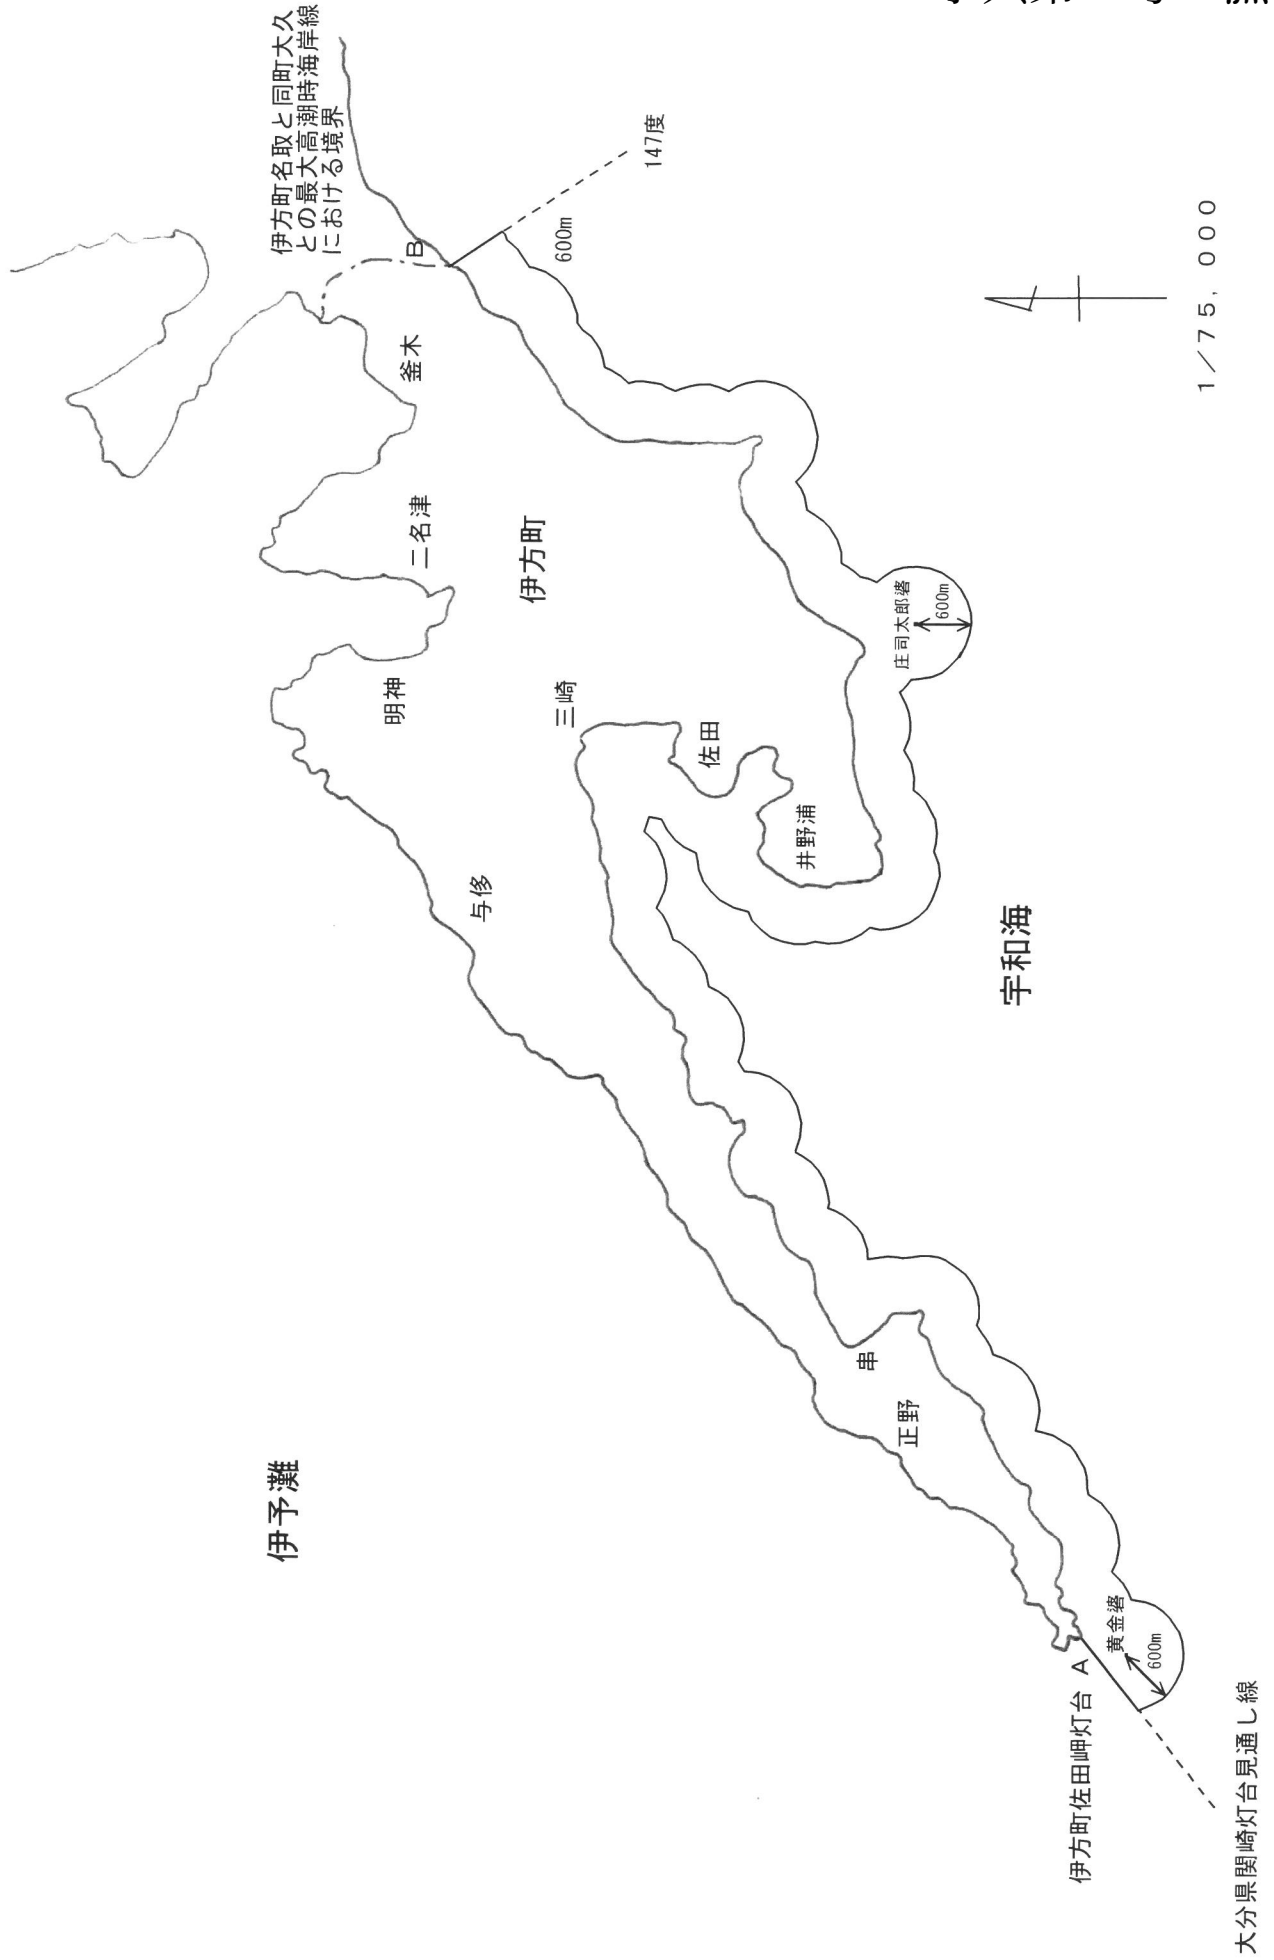 伊方町名取と同町大久
との最大高潮時海岸線
における境界
B
147度
600m
釜木
二名津
伊方町
明神
三崎
佐田
庄司太郎碆
600m
井野浦
与侈
宇和海
伊予灘
串
正野
黄金碆
600m
伊方町佐田岬灯台 A
大分県関崎灯台見通し線
1/75,000